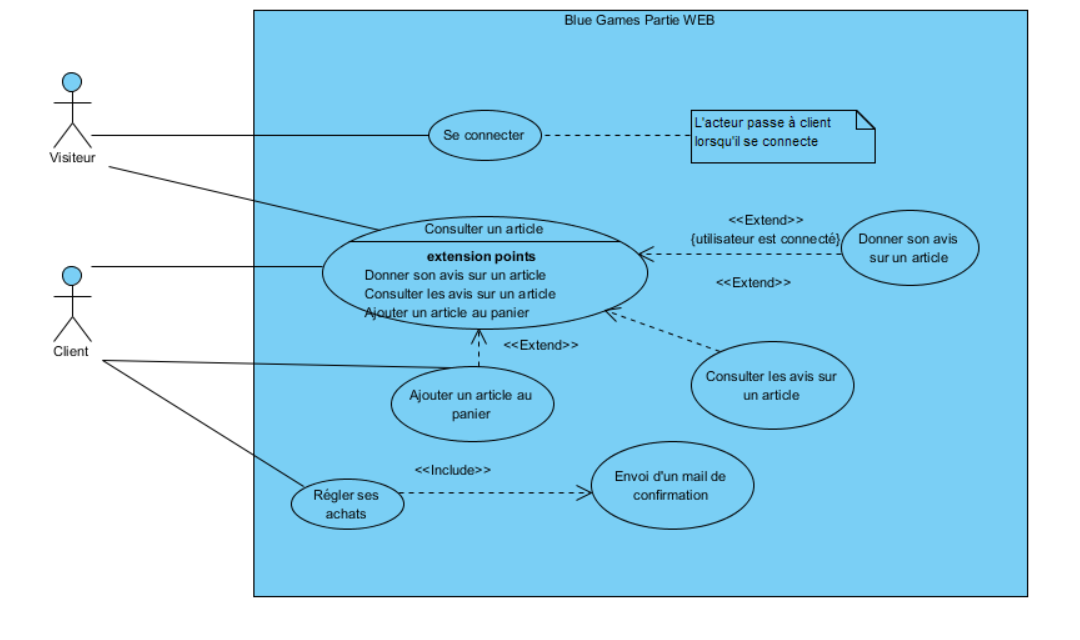 Blue Games Partie WEB
Visiteur
Se connecter
L'acteur passe à client
lorsqu'il se connecte
Consulter un article
extension points
Donner son avis sur un article
Consulter les avis sur un article
Ajouter un article au panier
<<Extend>>
{utilisateur est connecté}
Donner son avis
sur un article
<<Extend>>
Client
<<Extend>>
Ajouter un article au
panier
Consulter les avis sur
un article
<<Include>>
Régler ses
achats
Envoi d'un mail de
confirmation